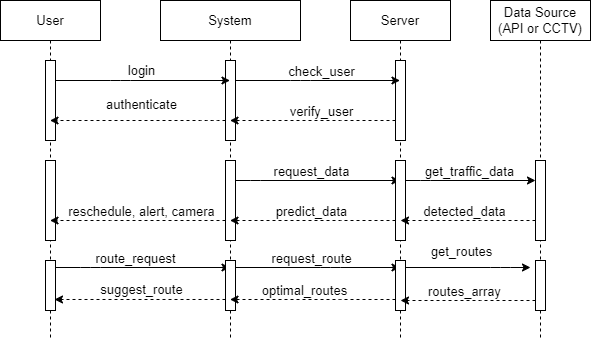 User
System
Server
Data Source
(API or CCTV)
login
check_user
authenticate
verify_user
request_data
get_traffic_data
reschedule, alert, camera
predict_data
detected_data
route_request
request_route
get_routes
suggest_route
optimal_routes
routes_array